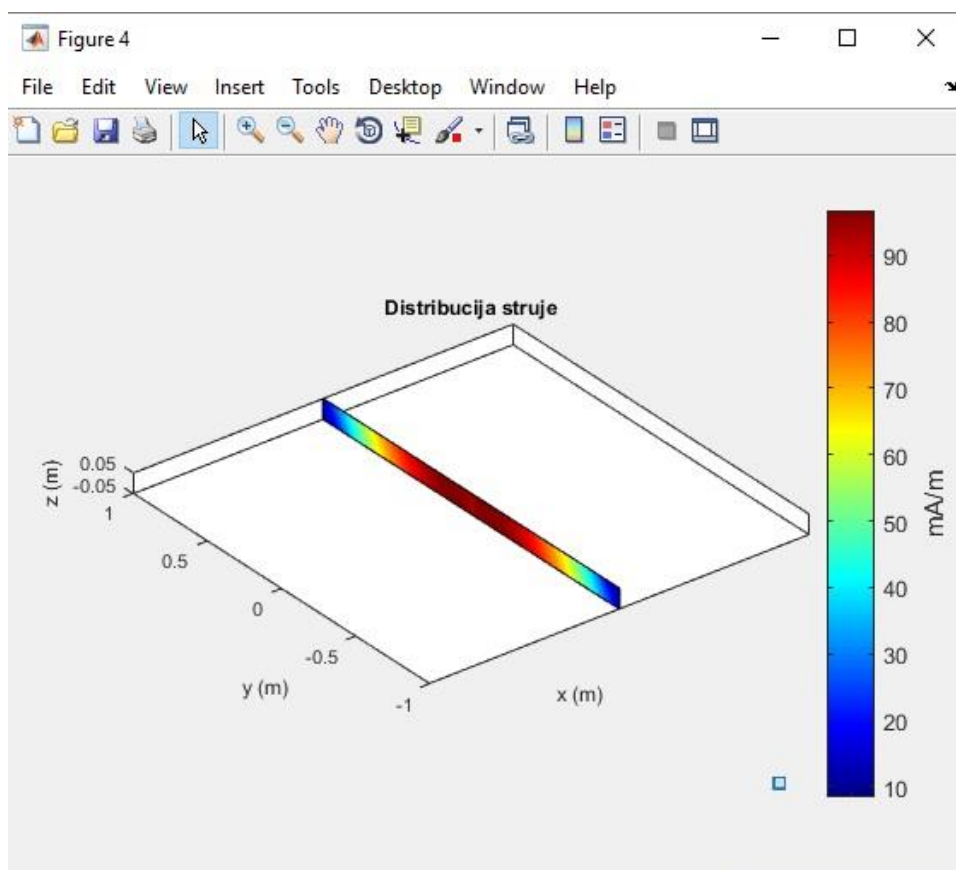 Figure 4
File Edit View Insert Tools Desktop Window Help
Distribucija struje
z (m)
0.05
-0.05
1
0.5
0
-0.5
-1
y (m)
x (m)
90
80
70
60
50
40
30
20
10
mA/m